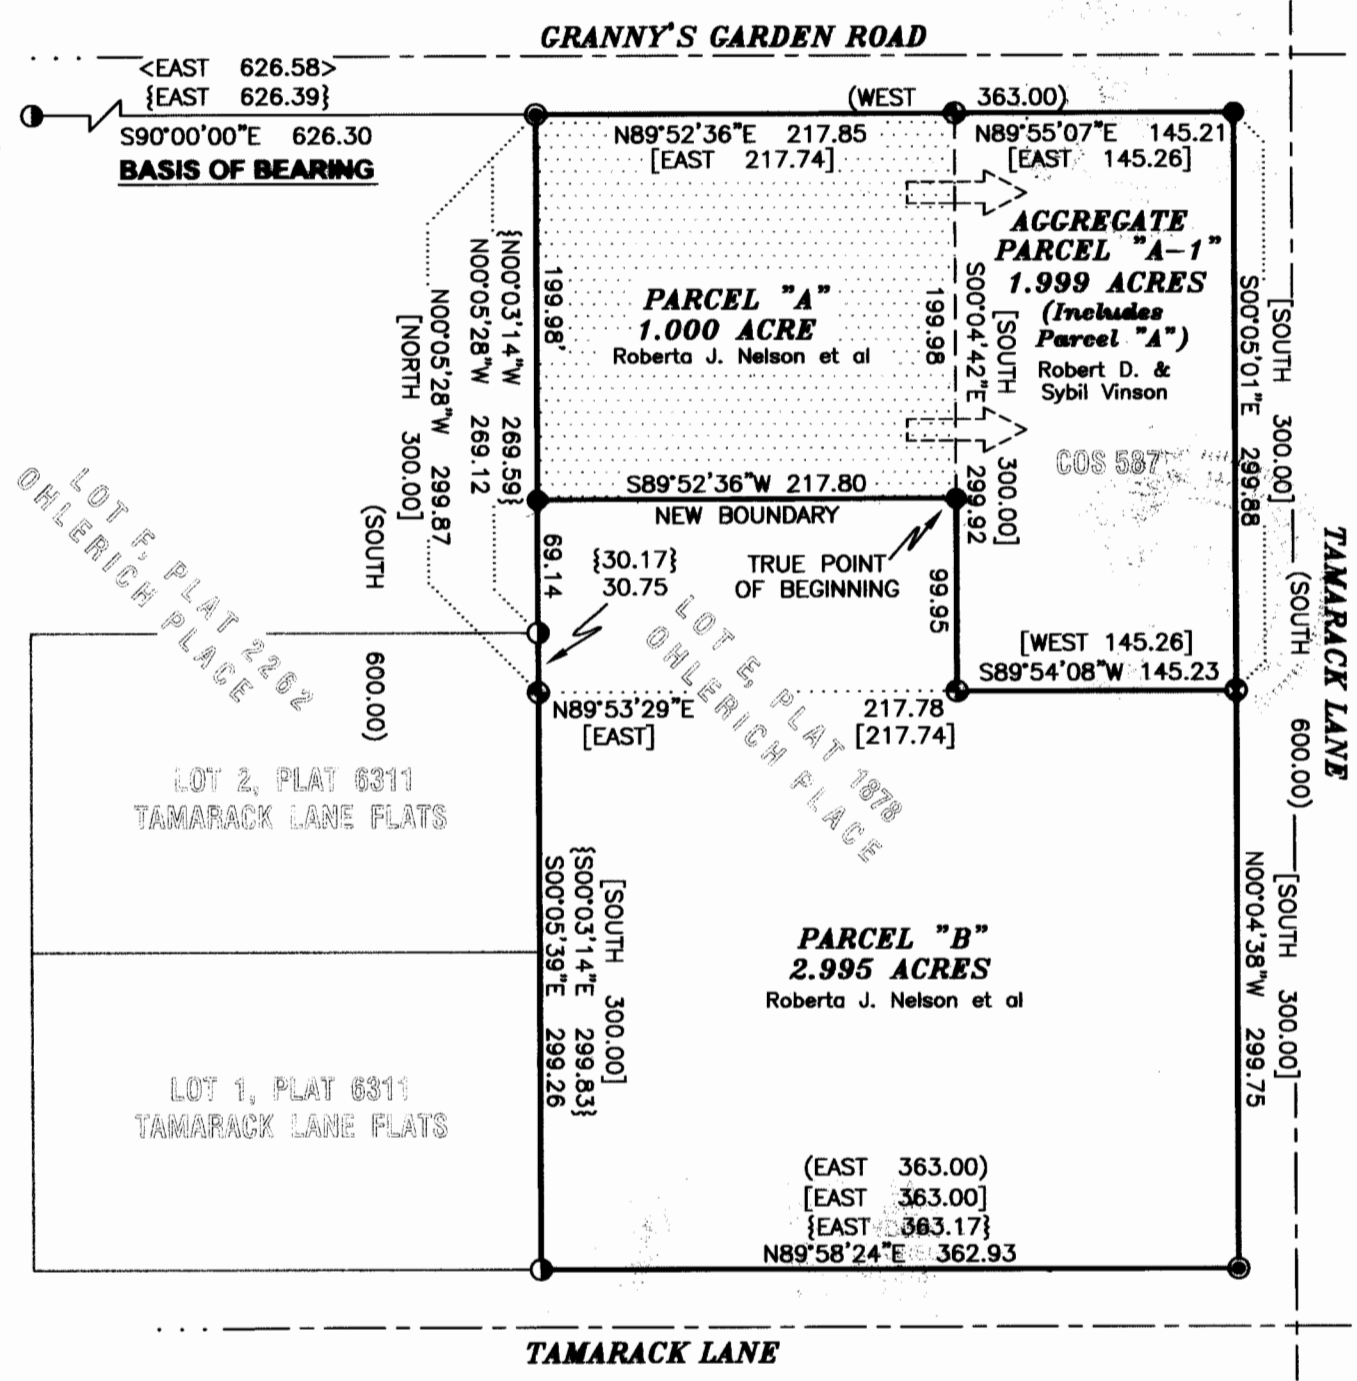 GRANNY'S GARDEN ROAD
<EAST 626.58>
{EAST 626.39}
S90°00'00"E 626.30
BASIS OF BEARING
(WEST 363.00)
N89°52'36"E 217.85
[EAST 217.74]
N89°55'07"E 145.21
[EAST 145.26]
AGGREGATE
PARCEL "A-1"
1.999 ACRES
(Includes
Parcel "A")
Robert D. &
Sybil Vinson
PARCEL "A"
1.000 ACRE
Roberta J. Nelson et al
199.98'
{N00°03'14"W 269.59}
N00°05'28"W 269.12
N00°05'28"W 299.87
[NORTH 300.00]
199.98
S00°04'42"E 299.92
[SOUTH 300.00]
S00°05'01"E 299.88
[SOUTH 300.00]
COS 587
S89°52'36"W 217.80
NEW BOUNDARY
TRUE POINT
OF BEGINNING
69.14
{30.17}
30.75
99.95
(SOUTH 600.00)
(SOUTH 600.00)
TAMARACK LANE
[WEST 145.26]
S89°54'08"W 145.23
N89°53'29"E 217.78
[EAST] [217.74]
LOT F, PLAT 2262
OHLERICH PLACE
LOT E, PLAT 1878
OHLERICH PLACE
LOT 2, PLAT 6311
TAMARACK LANE FLATS
[SOUTH 300.00]
{S00°03'14"E 299.83}
S00°05'39"E 299.26
PARCEL "B"
2.995 ACRES
Roberta J. Nelson et al
N00°04'38"W 299.75
[SOUTH 300.00]
LOT 1, PLAT 6311
TAMARACK LANE FLATS
(EAST 363.00)
[EAST 363.00]
{EAST 363.17}
N89°58'24"E 362.93
TAMARACK LANE